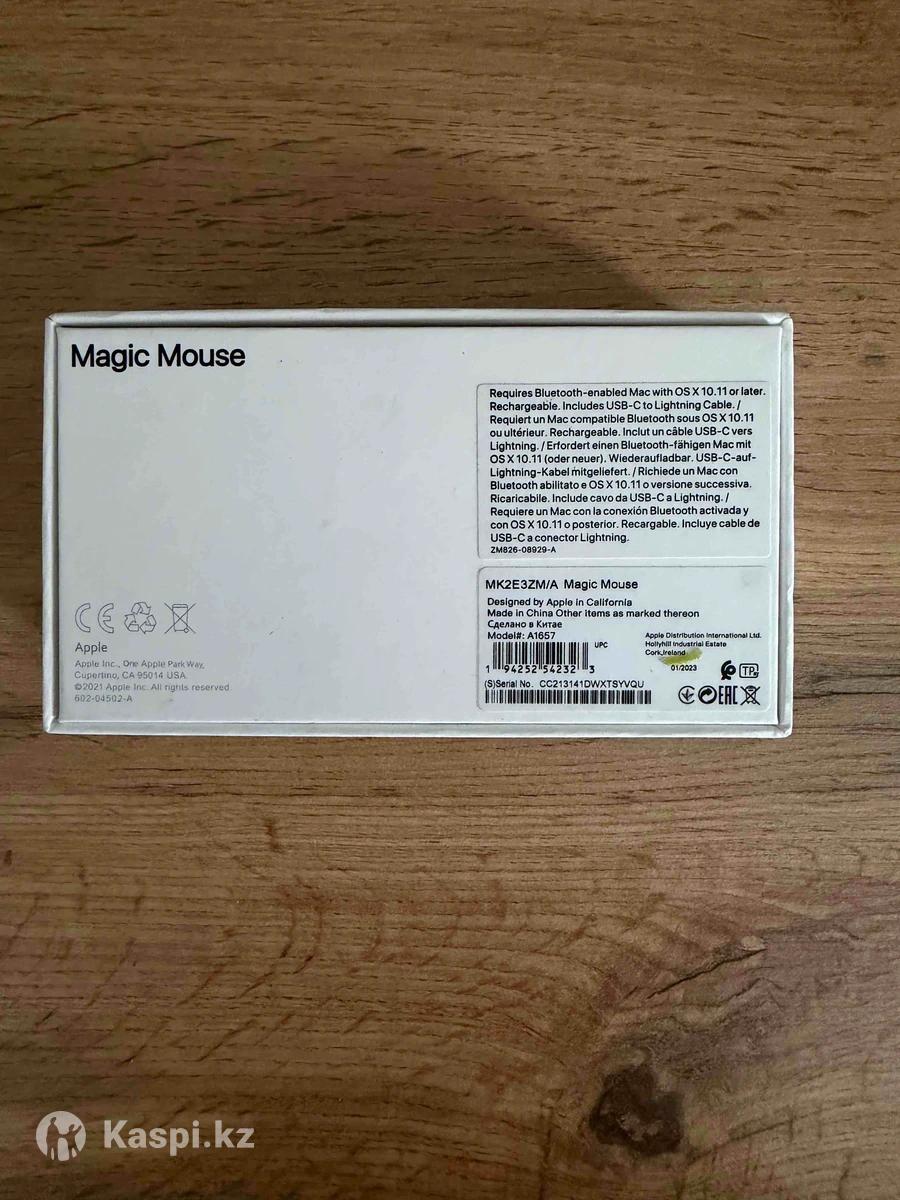 Magic Mouse
Requires Bluetooth-enabled Mac with OS X 10.11 or later.
Rechargeable. Includes USB-C to Lightning Cable. /
Requiert un Mac compatible Bluetooth sous OS X 10.11
ou ultérieur. Rechargeable. Inclut un câble USB-C vers
Lightning. / Erfordert einen Bluetooth-fähigen Mac mit
OS X 10.11 (oder neuer). Wiederaufladbar. USB-C-auf-
Lightning-Kabel mitgeliefert. / Richiede un Mac con
Bluetooth abilitato e OS X 10.11 o versione successiva.
Ricaricabile. Include cavo da USB-C a Lightning. /
Requiere un Mac con la conexión Bluetooth activada y
con OS X 10.11 o posterior. Recargable. Incluye cable de
USB-C a conector Lightning.
ZM826-08929-A
MK2E3ZM/A Magic Mouse
Designed by Apple in California
Made in China Other items as marked thereon
Сделано в Китае
Model#: A1657
UPC
1 94252 54232 3
Apple Distribution International Ltd.
Hollyhill Industrial Estate
Cork, Ireland
01/2023
TP
(S)Serial No. CC213141DWXTSYVQU
EAC
CE
Apple
Apple Inc., One Apple Park Way,
Cupertino, CA 95014 USA.
©2021 Apple Inc. All rights reserved.
602-04502-A
Kaspi.kz